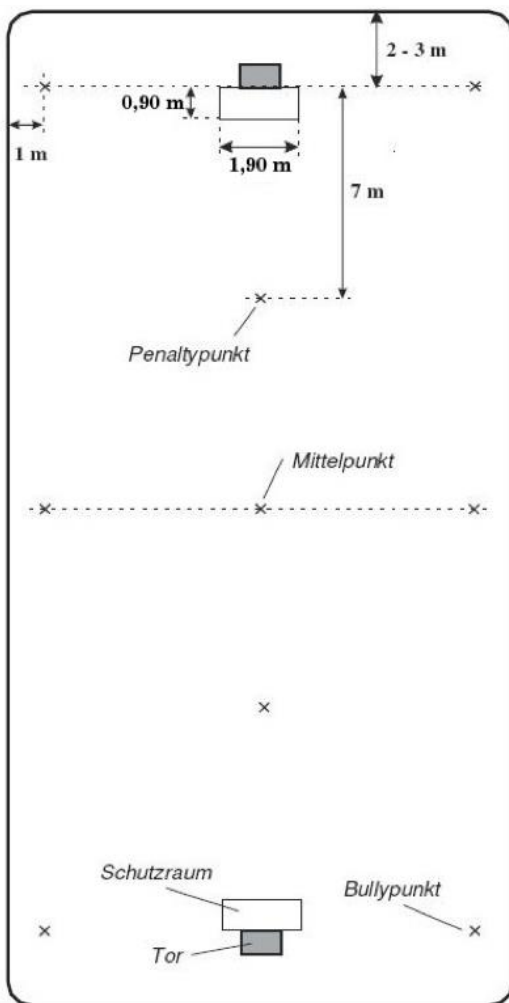 2 - 3 m
0,90 m
1 m
1,90 m
7 m
Penaltypunkt
Mittelpunkt
Schutzraum
Bullypunkt
Tor